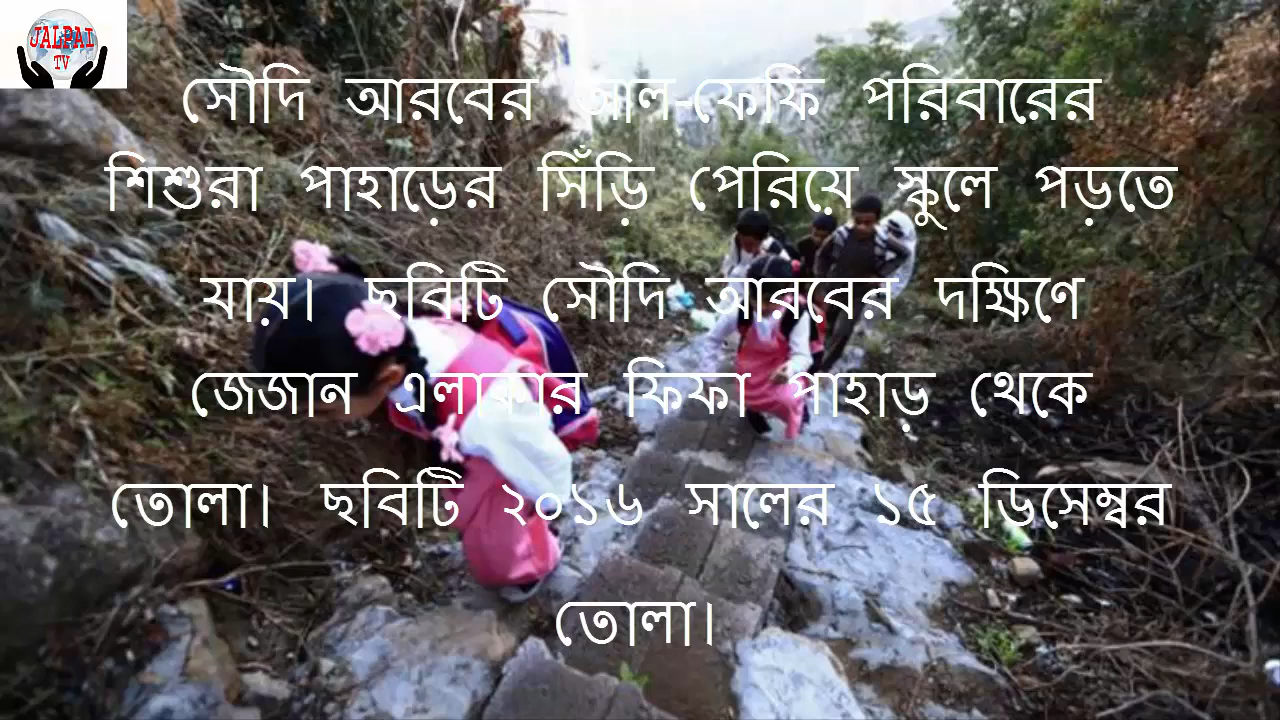 JALPAI
TV
সৌদি আরবের আল-ফেফি পরিবারের
শিশুরা পাহাড়ের সিঁড়ি পেরিয়ে স্কুলে পড়তে
যায়। ছবিটি সৌদি আরবের দক্ষিণে
জেজান এলাকার ফিফা পাহাড় থেকে
তোলা। ছবিটি ২০১৬ সালের ১৫ ডিসেম্বর
তোলা।